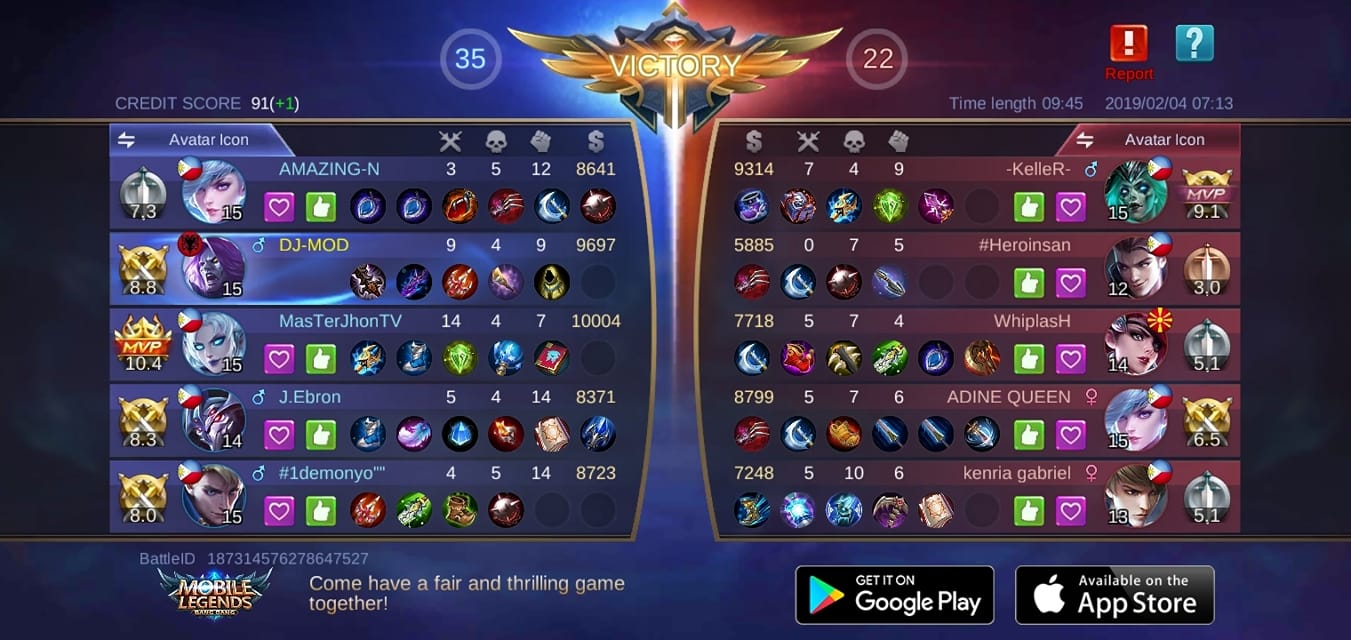 35
VICTORY
22
Report
CREDIT SCORE 91(+1)
Time length 09:45 2019/02/04 07:13
Avatar Icon
Avatar Icon
7,3 15 AMAZING-N 3 5 12 8641
8.8 15 DJ-MOD 9 4 9 9697
MVP 10.4 15 MasTerJhonTV 14 4 7 10004
8.3 14 J.Ebron 5 4 14 8371
8.0 15 #1demonyo"" 4 5 14 8723
9314 7 4 9 -KelleR- 15 MVP 9.1
5885 0 7 5 #Heroinsan 12 3,0
7718 5 7 4 WhiplasH 14 5,1
8799 5 7 6 ADINE QUEEN 15 6.5
7248 5 10 6 kenria gabriel 13 5,1
BattleID 187314576278647527
MOBILE
LEGENDS
BANG BANG
Come have a fair and thrilling game
together!
GET IT ON
Google Play
Available on the
App Store